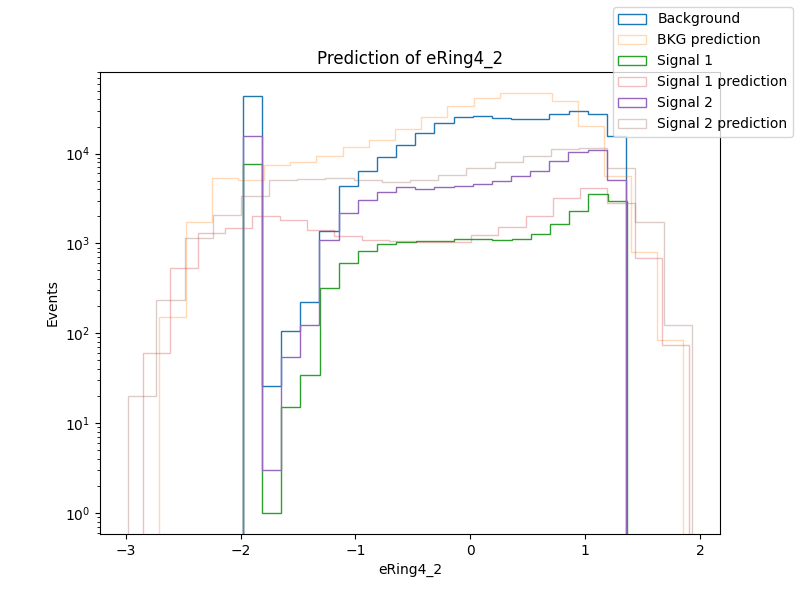 Prediction of eRing4_2
Background
BKG prediction
Signal 1
Signal 1 prediction
Signal 2
Signal 2 prediction
Events
10⁴
10³
10²
10¹
10⁰
−3
−2
−1
0
1
2
eRing4_2